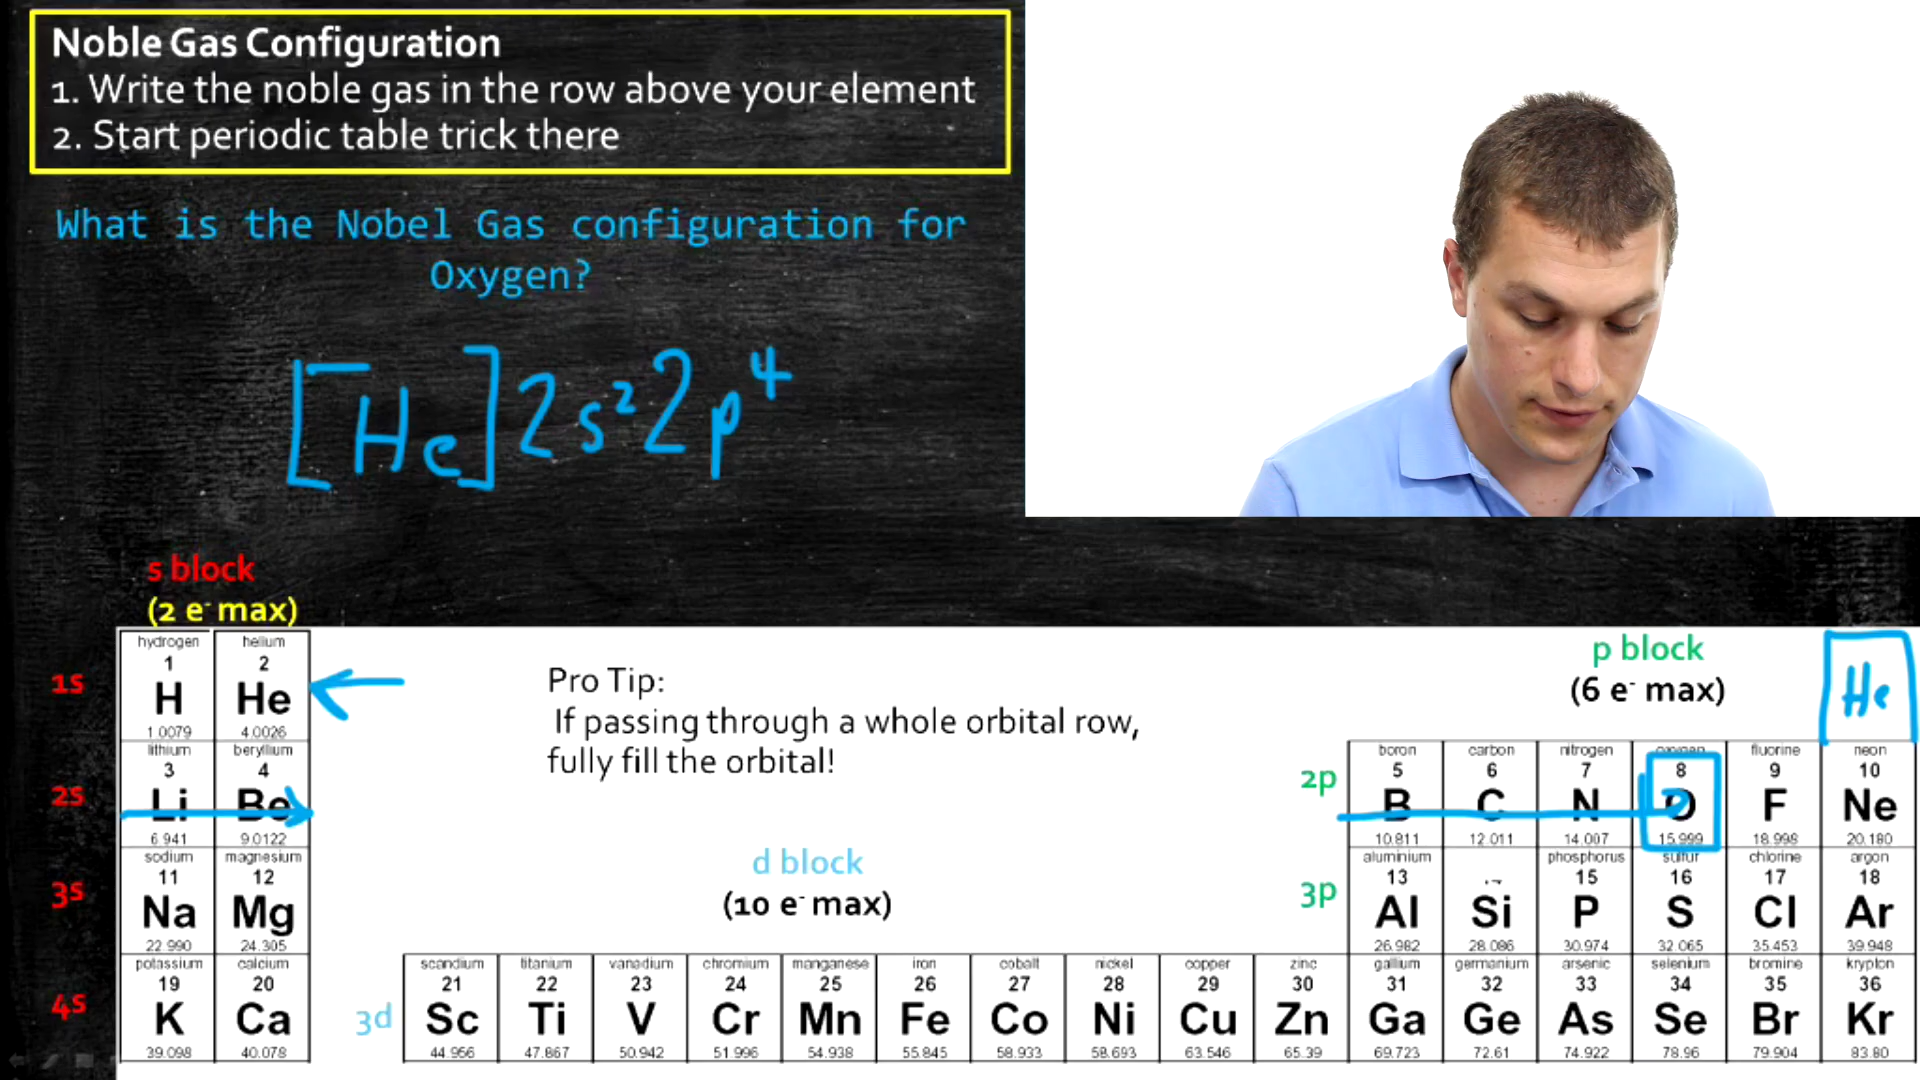 Noble Gas Configuration
1. Write the noble gas in the row above your element
2. Start periodic table trick there
What is the Nobel Gas configuration for
Oxygen?
[He]2s²2p⁴
s block
(2 e⁻ max)
p block
(6 e⁻ max)
He
Pro Tip:
If passing through a whole orbital row,
fully fill the orbital!
d block
(10 e⁻ max)
hydrogen helium
1s 1 2
H He
1.0079 4.0026
lithium beryllium boron carbon nitrogen oxygen fluorine neon
3 4 5 6 7 8 9 10
2s Li Be 2p B C N O F Ne
6.941 9.0122 10.811 12.011 14.007 15.999 18.998 20.180
sodium magnesium aluminium phosphorus sulfur chlorine argon
11 12 13 15 16 17 18
3s Na Mg 3p Al Si P S Cl Ar
22.990 24.305 26.982 28.086 30.974 32.065 35.453 39.948
potassium calcium scandium titanium vanadium chromium manganese iron cobalt nickel copper zinc gallium germanium arsenic selenium bromine krypton
19 20 21 22 23 24 25 26 27 28 29 30 31 32 33 34 35 36
4s K Ca 3d Sc Ti V Cr Mn Fe Co Ni Cu Zn Ga Ge As Se Br Kr
39.098 40.078 44.956 47.867 50.942 51.996 54.938 55.845 58.933 58.693 63.546 65.39 69.723 72.61 74.922 78.96 79.904 83.80